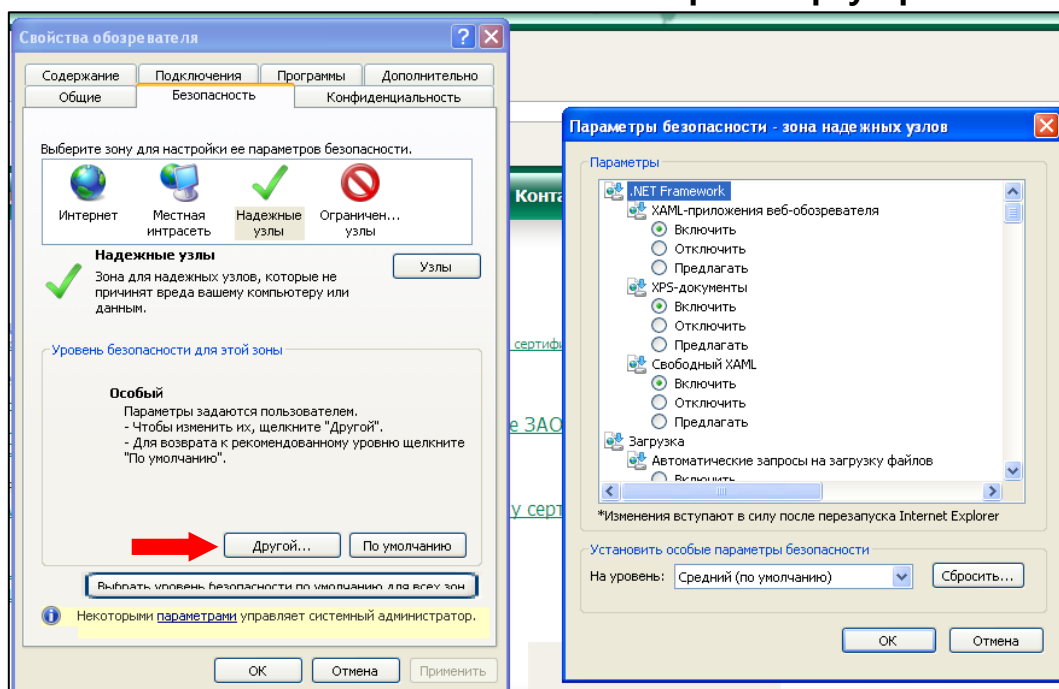 Свойства обозревателя
Содержание
Подключения
Программы
Дополнительно
Общие
Безопасность
Конфиденциальность
Выберите зону для настройки ее параметров безопасности.
Интернет
Местная
интрасеть
Надежные
узлы
Ограничен...
узлы
Надежные узлы
Зона для надежных узлов, которые не
причинят вреда вашему компьютеру или
данным.
Узлы
Уровень безопасности для этой зоны
Особый
Параметры задаются пользователем.
- Чтобы изменить их, щелкните "Другой".
- Для возврата к рекомендованному уровню щелкните
"По умолчанию".
Другой...
По умолчанию
Выбрать уровень безопасности по умолчанию для всех зон
Некоторыми параметрами управляет системный администратор.
ОК
Отмена
Применить
Конта
сертифи
е ЗАО
у серт
Параметры безопасности - зона надежных узлов
Параметры
.NET Framework
XAML-приложения веб-обозревателя
Включить
Отключить
Предлагать
XPS-документы
Включить
Отключить
Предлагать
Свободный XAML
Включить
Отключить
Предлагать
Загрузка
Автоматические запросы на загрузку файлов
Включить
*Изменения вступают в силу после перезапуска Internet Explorer
Установить особые параметры безопасности
На уровень:
Средний (по умолчанию)
Сбросить...
ОК
Отмена